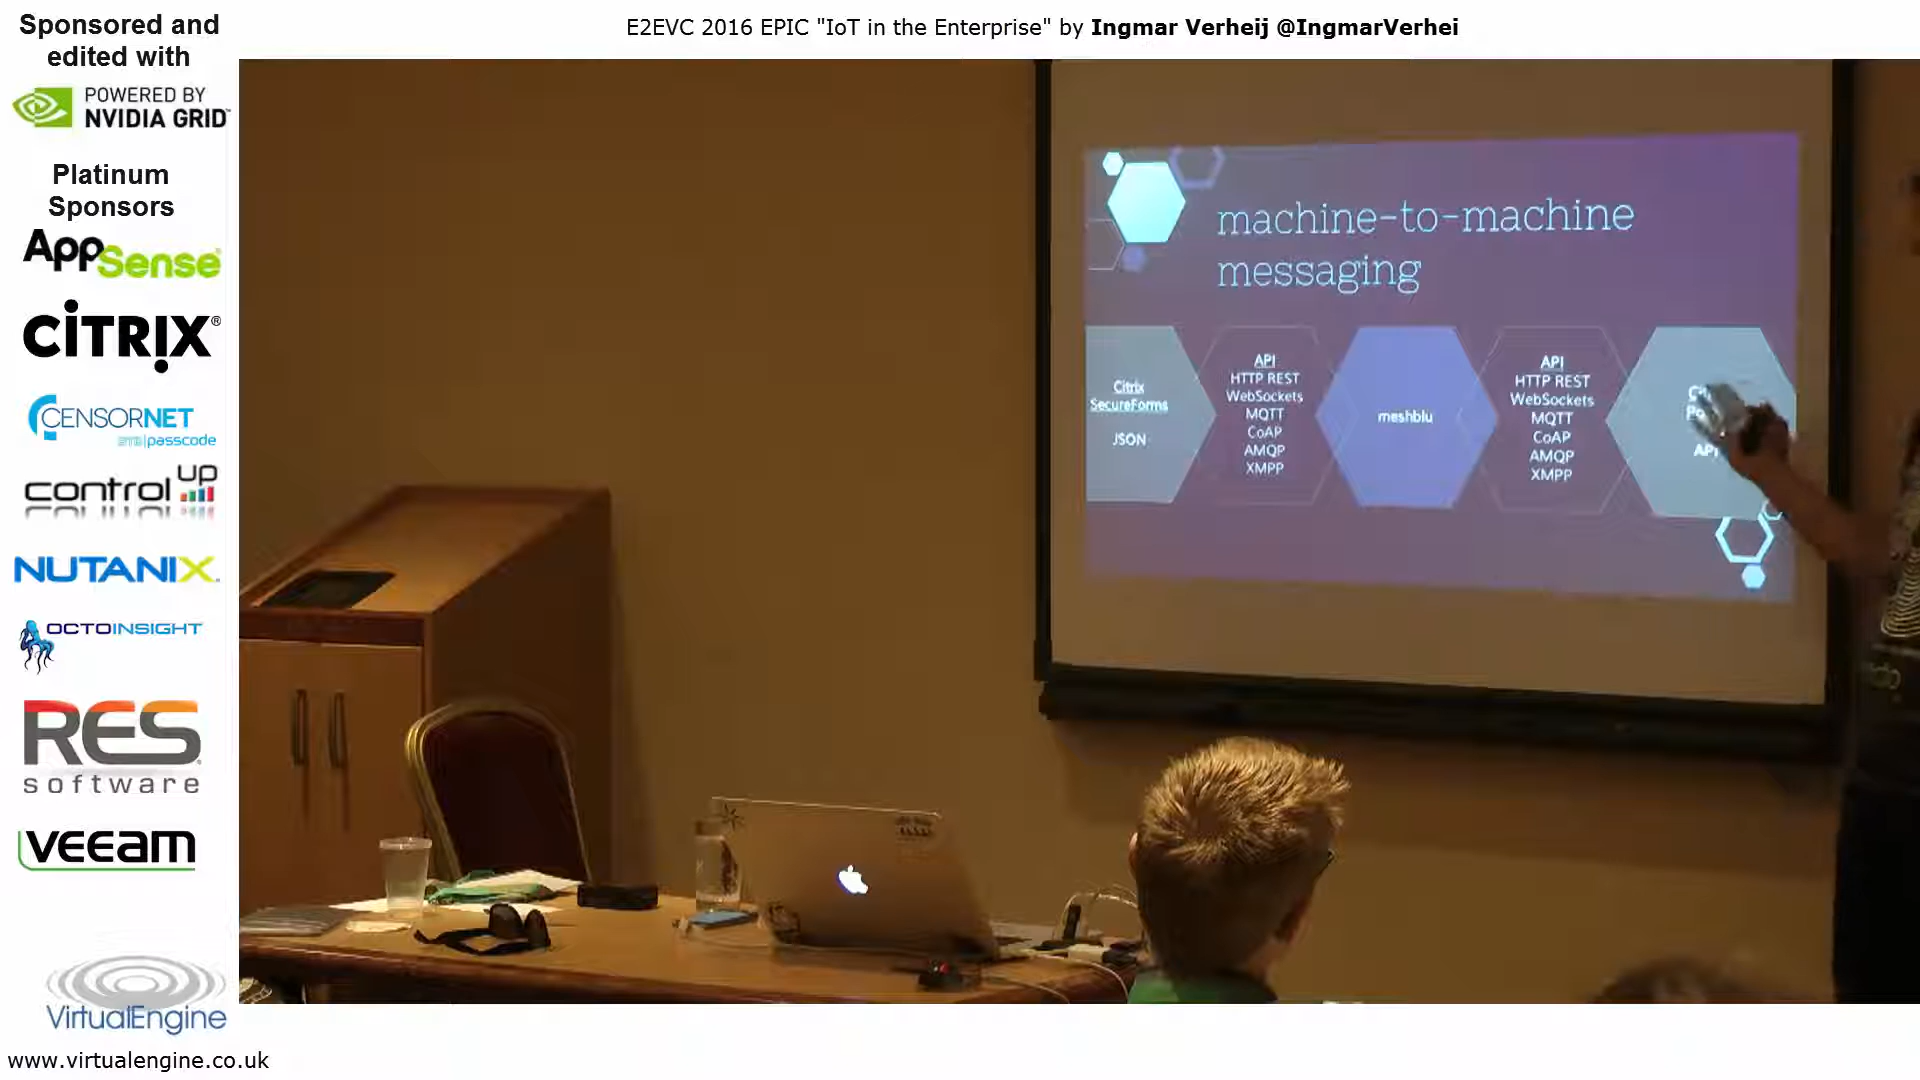 Sponsored and
edited with
POWERED BY
NVIDIA GRID
Platinum
Sponsors
AppSense
CiTRIX®
CENSORNET
SMS|passcode
control UP
NUTANIX
OCTOINSIGHT
RES
software
veeam
VirtualEngine
www.virtualengine.co.uk
E2EVC 2016 EPIC "IoT in the Enterprise" by Ingmar Verheij @IngmarVerhei
machine-to-machine
messaging
Citrix
SecureForms
JSON
API
HTTP REST
WebSockets
MQTT
CoAP
AMQP
XMPP
meshblu
API
HTTP REST
WebSockets
MQTT
CoAP
AMQP
XMPP
API